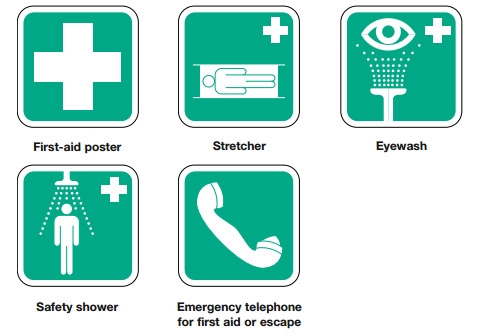 First-aid poster
Stretcher
Eyewash
Safety shower
Emergency telephone
for first aid or escape